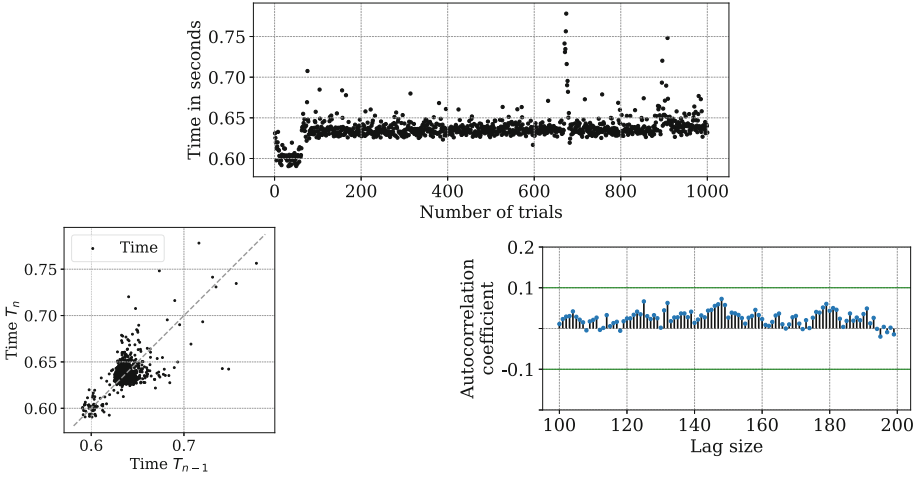 Time in seconds
0.75
0.70
0.65
0.60
0 200 400 600 800 1000
Number of trials
Time
Time Tn
0.75
0.70
0.65
0.60
0.6 0.7
Time Tn−1
Autocorrelation
coefficient
0.2
0.1
-0.1
100 120 140 160 180 200
Lag size